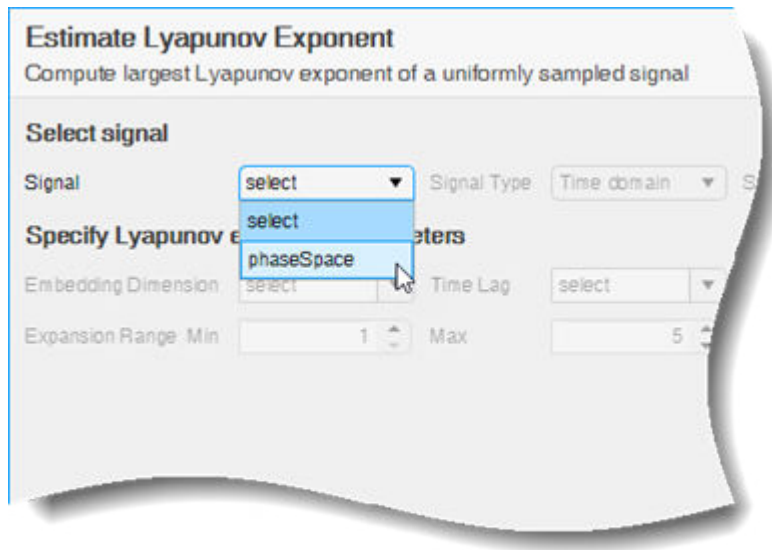 Estimate Lyapunov Exponent
Compute largest Lyapunov exponent of a uniformly sampled signal
Select signal
Signal select Signal Type Time domain S
select
Specify Lyapunov e eters
phaseSpace
Embedding Dimension select Time Lag select
Expansion Range Min 1 Max 5